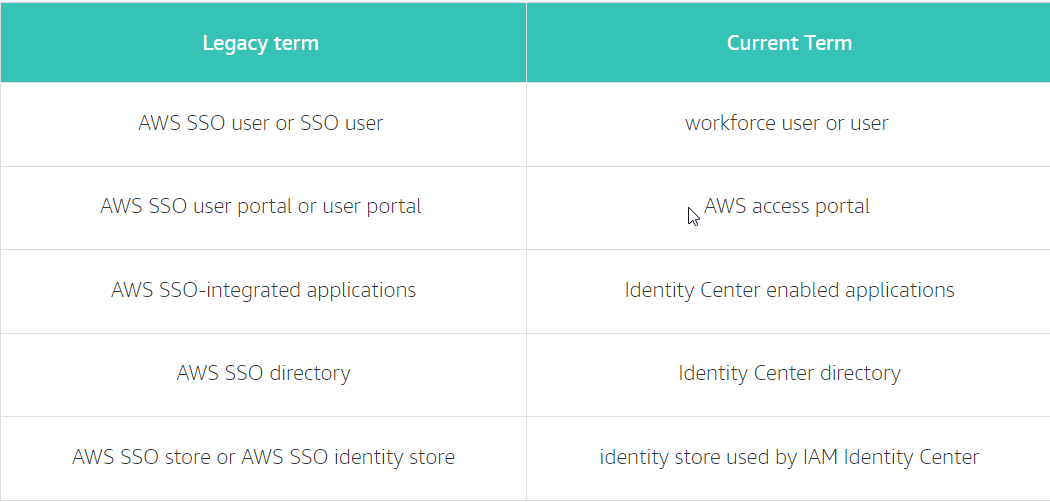 Legacy term
Current Term
AWS SSO user or SSO user
workforce user or user
AWS SSO user portal or user portal
AWS access portal
AWS SSO-integrated applications
Identity Center enabled applications
AWS SSO directory
Identity Center directory
AWS SSO store or AWS SSO identity store
identity store used by IAM Identity Center